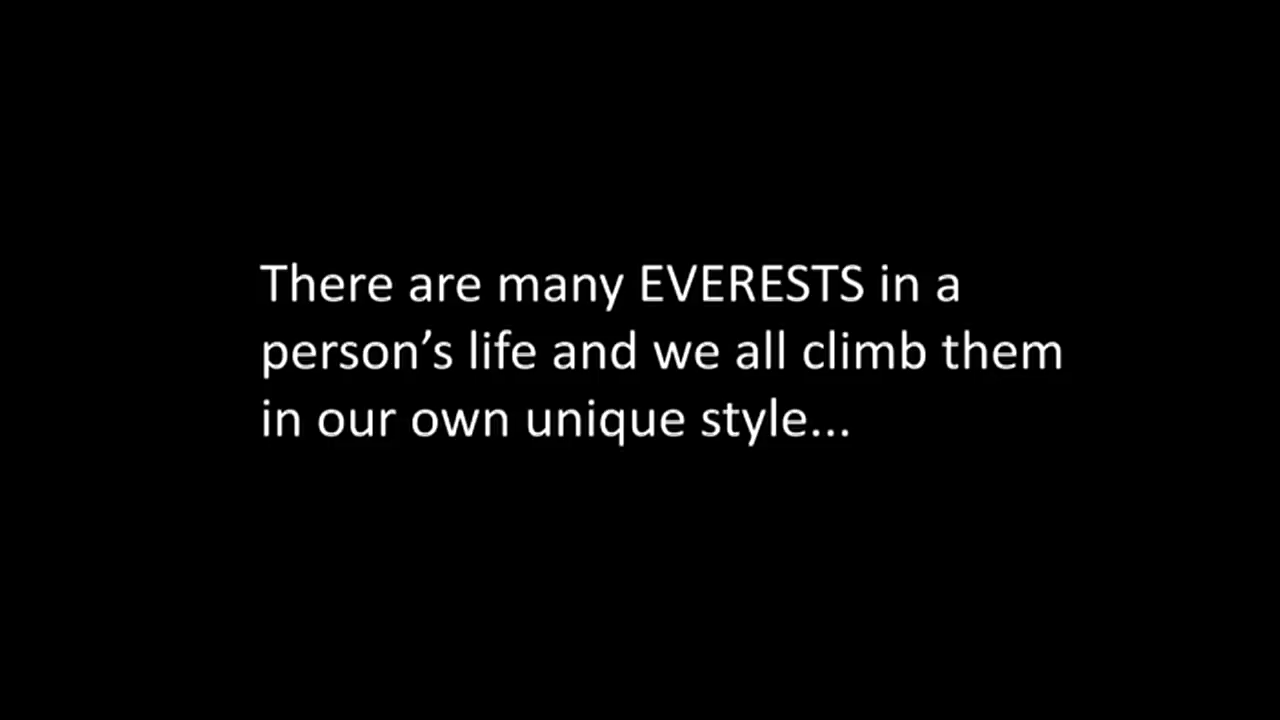 There are many EVERESTS in a
person’s life and we all climb them
in our own unique style...